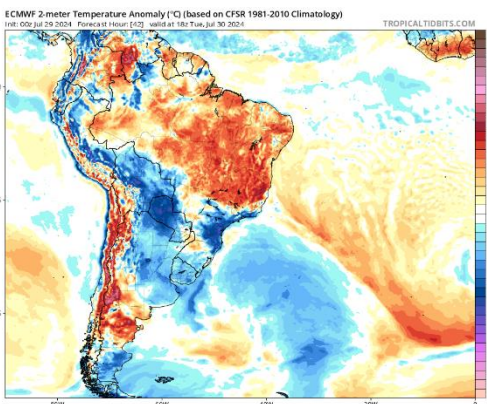 ECMWF 2-meter Temperature Anomaly (°C) (based on CFSR 1981-2010 Climatology)
Init: 00z Jul 29 2024 Forecast Hour: [42] valid at 18z Tue, Jul 30 2024 TROPICALTIDBITS.COM